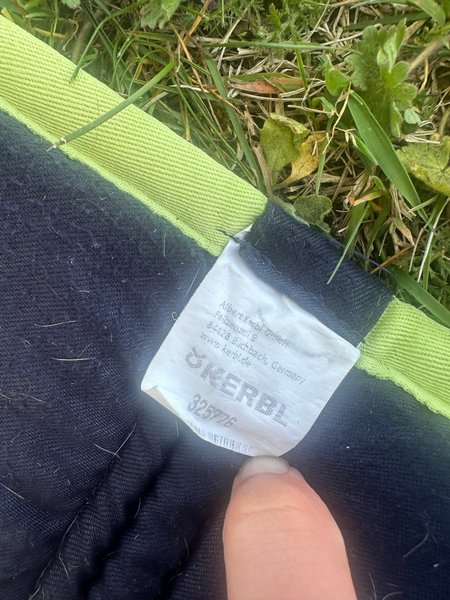 Albert Kerbl GmbH
Felizenzell 9
84428 Buchbach, Germany
www.kerbl.de
KERBL
325776